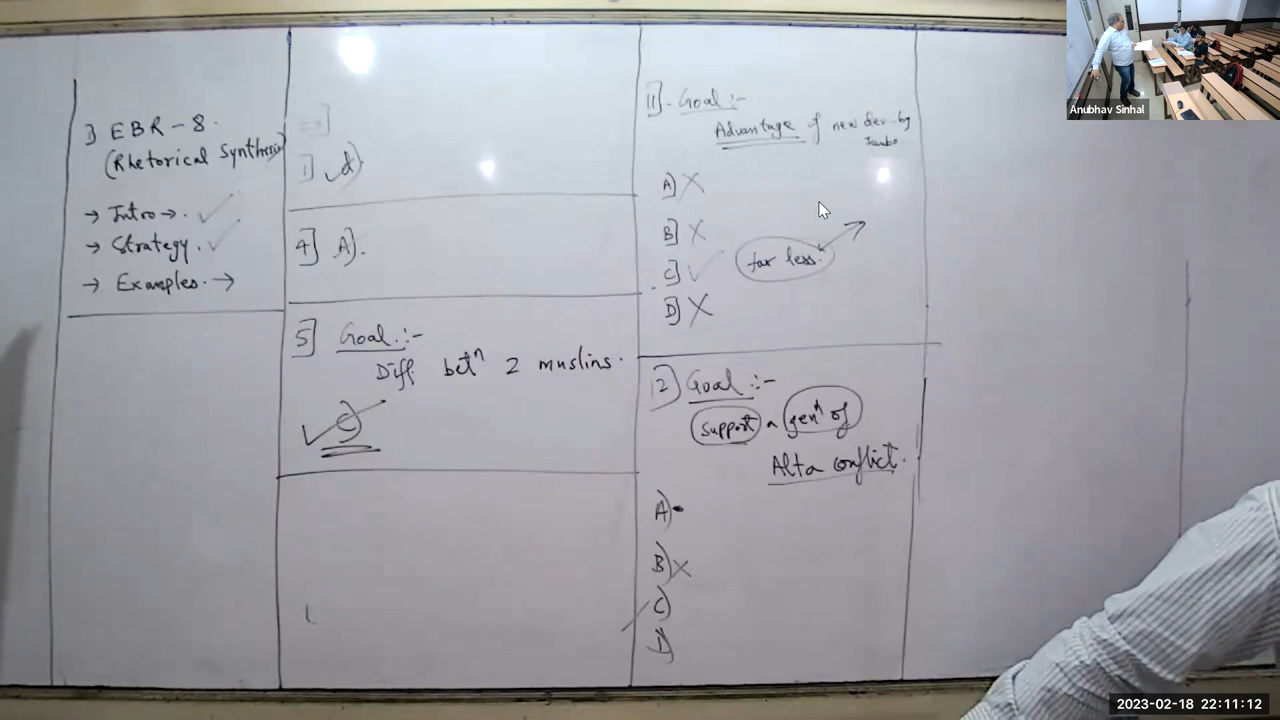 1] EBR - 8.
(Rhetorical Synthesis)
→ Intro →. ✓
→ Strategy. ✓
→ Examples. →
1] ✓d)
4] A).
5] Goal :-
Diff betⁿ 2 muslins.
✓ C)
11]. Goal :-
Advantage of new dev by
A] X
B] X
C] ✓ far less.
D] X
12] Goal :-
support a genⁿ of
Alta conflict.
A)
B) X
C)
D)
Anubhav Sinhal
2023-02-18 22:11:12